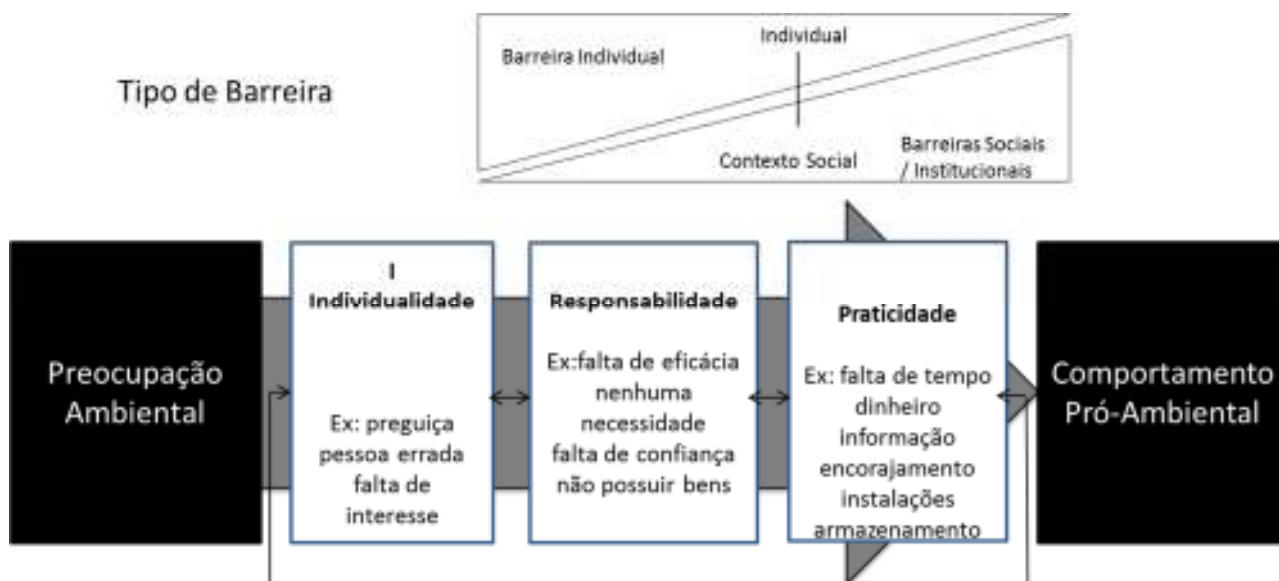 Tipo de Barreira
Barreira Individual
Individual
Contexto Social
Barreiras Sociais
/ Institucionais
Preocupação
Ambiental
I
Individualidade
Ex: preguiça
pessoa errada
falta de
interesse
Responsabilidade
Ex:falta de eficácia
nenhuma
necessidade
falta de confiança
não possuir bens
Praticidade
Ex: falta de tempo
dinheiro
informação
encorajamento
instalações
armazenamento
Comportamento
Pró-Ambiental